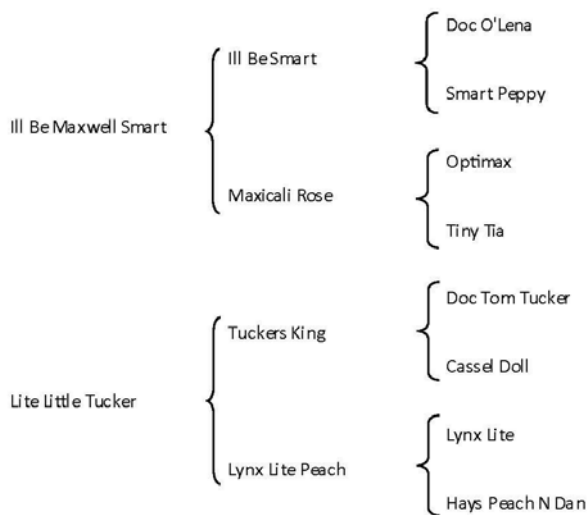 Doc O'Lena
Ill Be Smart
Smart Peppy
Ill Be Maxwell Smart
Optimax
Maxicali Rose
Tiny Tia
Doc Tom Tucker
Tuckers King
Cassel Doll
Lite Little Tucker
Lynx Lite
Lynx Lite Peach
Hays Peach N Dan